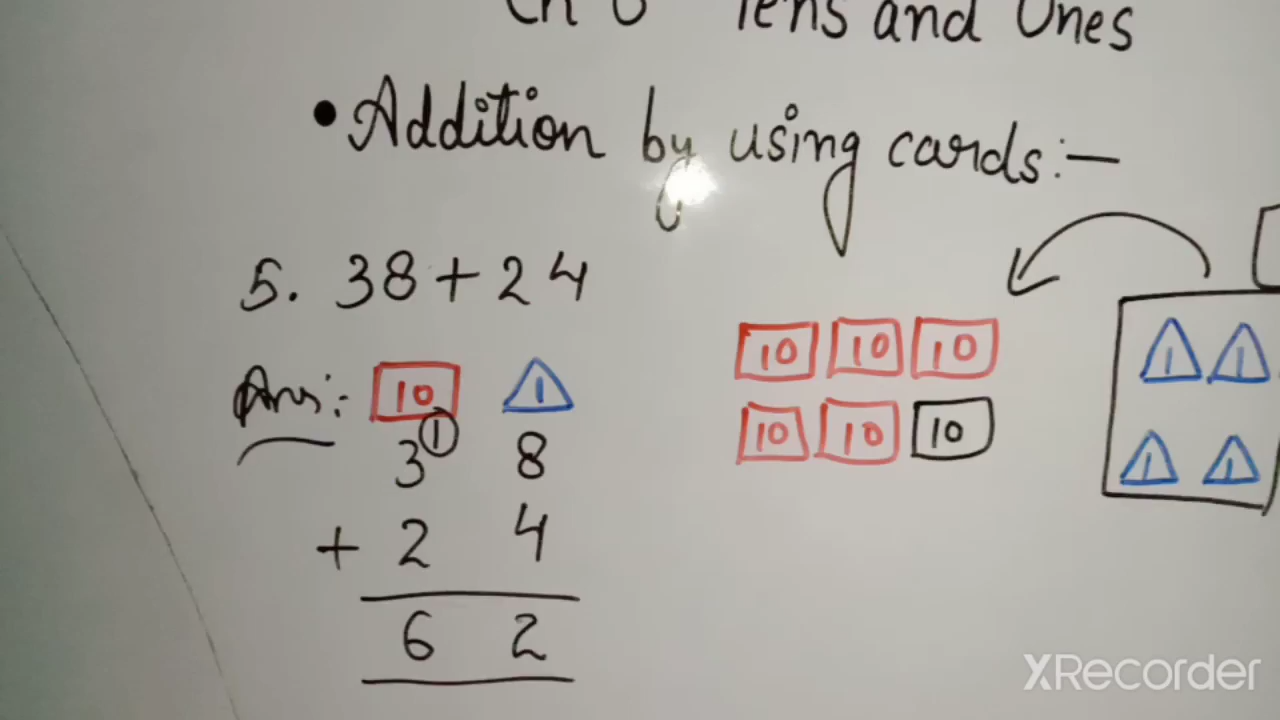 Tens and Ones
• Addition by using cards:-
5. 38 + 24
Ans:- 10 1
3 1 8
+ 2 4
6 2
10 10 10
10 10 10
1 1
1 1
XRecorder